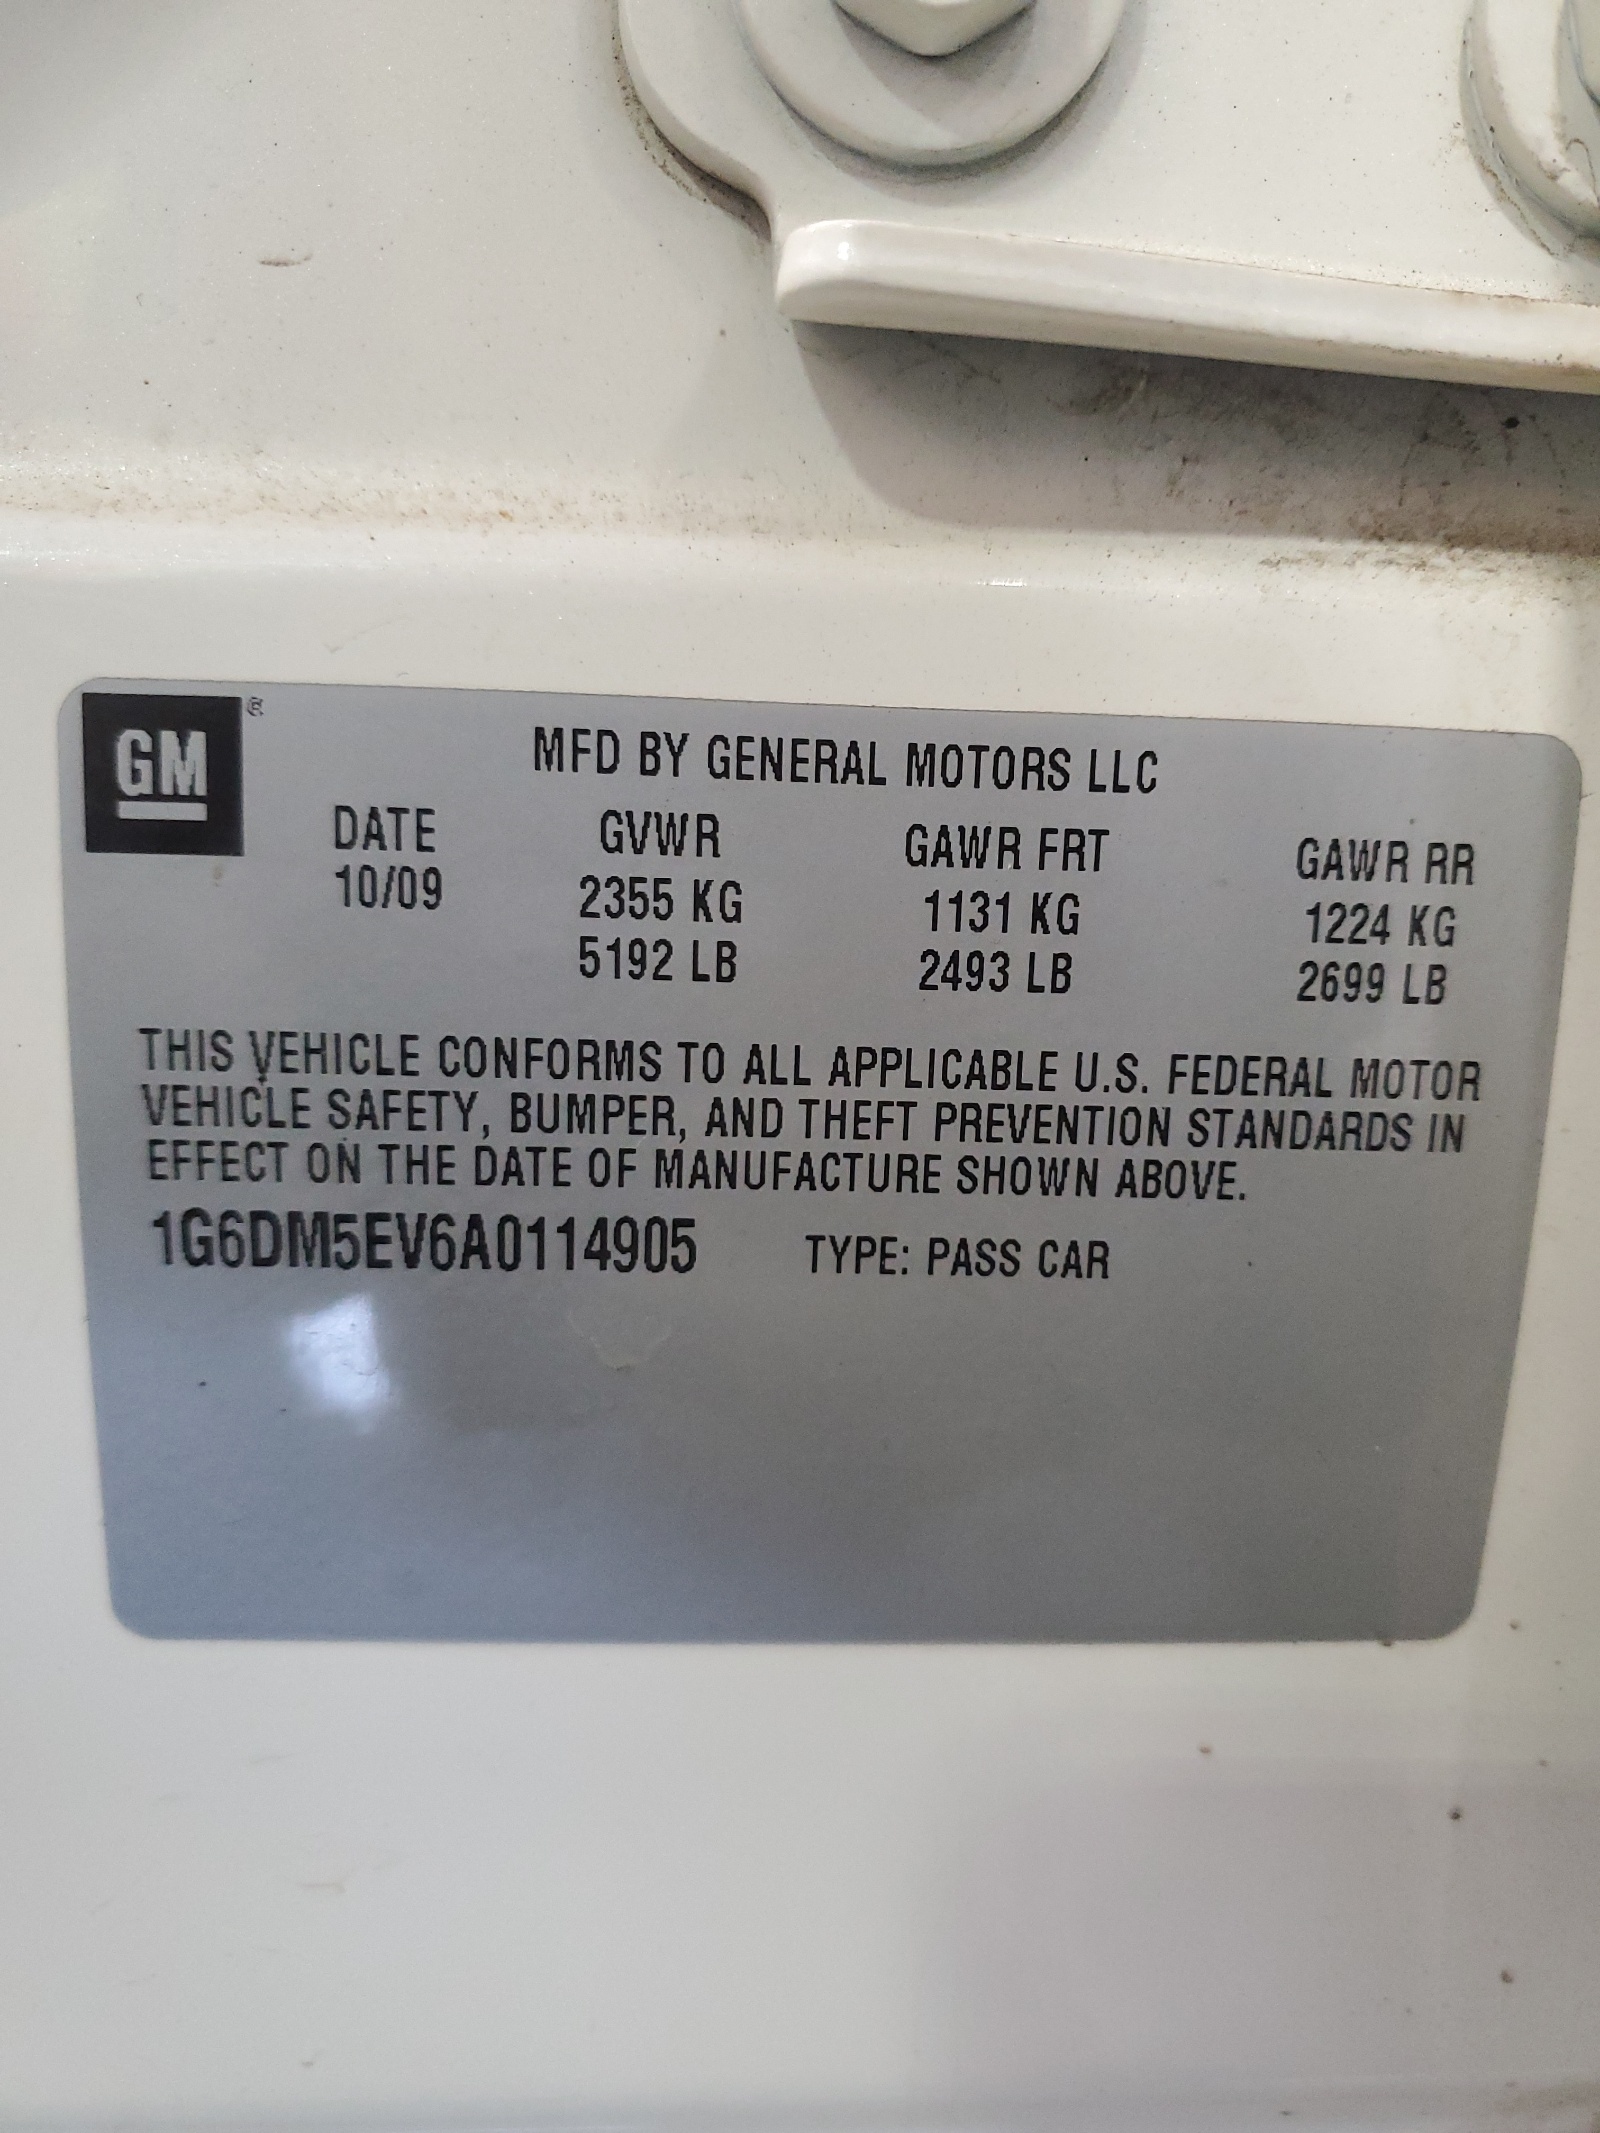 GM ®
MFD BY GENERAL MOTORS LLC
DATE GVWR GAWR FRT GAWR RR
10/09 2355 KG 1131 KG 1224 KG
5192 LB 2493 LB 2699 LB
THIS VEHICLE CONFORMS TO ALL APPLICABLE U.S. FEDERAL MOTOR
VEHICLE SAFETY, BUMPER, AND THEFT PREVENTION STANDARDS IN
EFFECT ON THE DATE OF MANUFACTURE SHOWN ABOVE.
1G6DM5EV6A0114905 TYPE: PASS CAR